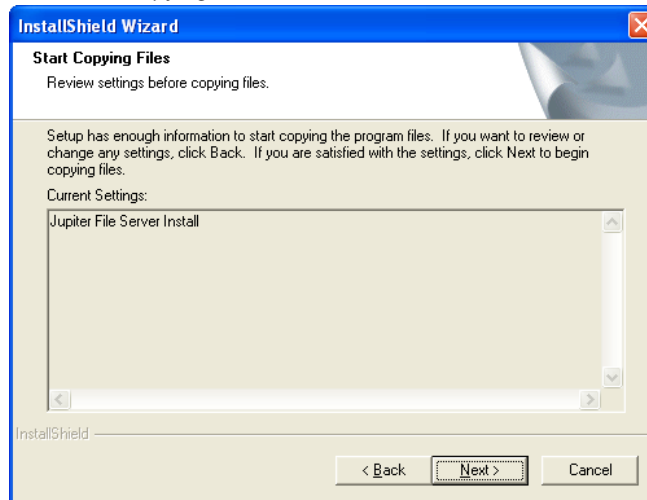 InstallShield Wizard
Start Copying Files
Review settings before copying files.
Setup has enough information to start copying the program files. If you want to review or
change any settings, click Back. If you are satisfied with the settings, click Next to begin
copying files.
Current Settings:
Jupiter File Server Install
InstallShield
< Back Next > Cancel